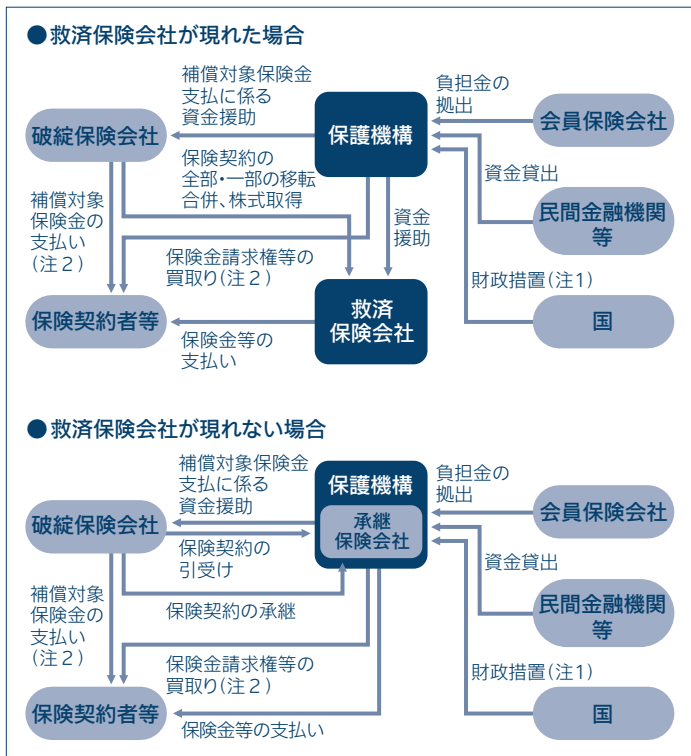 ●救済保険会社が現れた場合
補償対象保険金
支払に係る
資金援助
負担金の
拠出
破綻保険会社
保護機構
会員保険会社
保険契約の
全部・一部の移転
合併、株式取得
資金貸出
補償対象
保険金の
支払い
(注2)
資金
援助
民間金融機関
等
保険金請求権等の
買取り(注2)
財政措置(注1)
保険契約者等
救済
保険会社
国
保険金等の
支払い
●救済保険会社が現れない場合
補償対象保険金
支払に係る
資金援助
負担金の
拠出
保護機構
破綻保険会社
承継
保険会社
会員保険会社
保険契約の
引受け
資金貸出
補償対象
保険金の
支払い
(注2)
保険契約の承継
民間金融機関
等
保険金請求権等の
買取り(注2)
財政措置(注1)
保険契約者等
保険金等の支払い
国